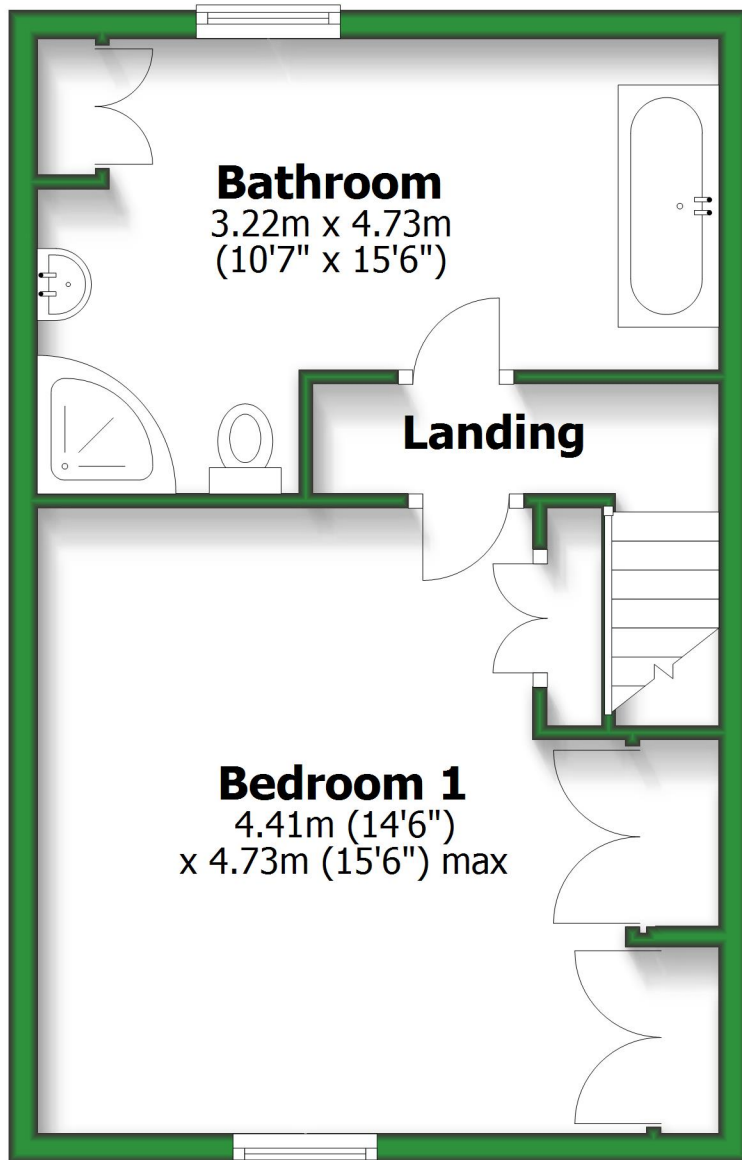 Bathroom
3.22m x 4.73m
(10'7" x 15'6")
Landing
Bedroom 1
4.41m (14'6")
x 4.73m (15'6") max